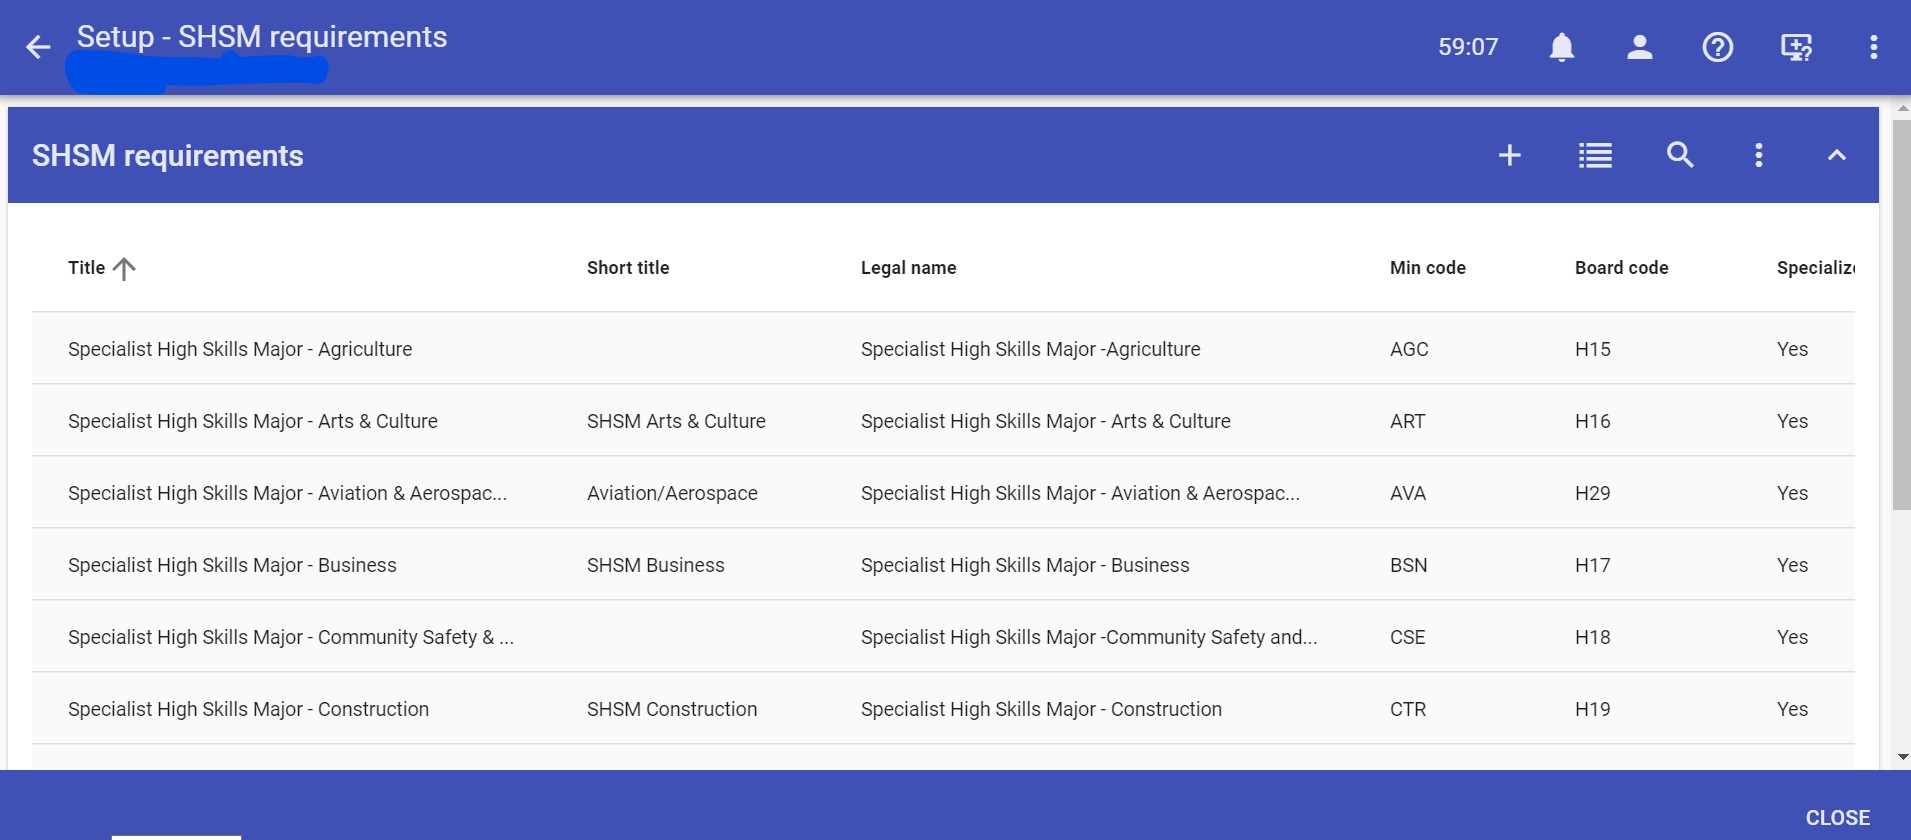 Setup - SHSM requirements
59:07
SHSM requirements
Title Short title Legal name Min code Board code Specialize
Specialist High Skills Major - Agriculture Specialist High Skills Major -Agriculture AGC H15 Yes
Specialist High Skills Major - Arts & Culture SHSM Arts & Culture Specialist High Skills Major - Arts & Culture ART H16 Yes
Specialist High Skills Major - Aviation & Aerospac... Aviation/Aerospace Specialist High Skills Major - Aviation & Aerospac... AVA H29 Yes
Specialist High Skills Major - Business SHSM Business Specialist High Skills Major - Business BSN H17 Yes
Specialist High Skills Major - Community Safety & ... Specialist High Skills Major -Community Safety and... CSE H18 Yes
Specialist High Skills Major - Construction SHSM Construction Specialist High Skills Major - Construction CTR H19 Yes
CLOSE